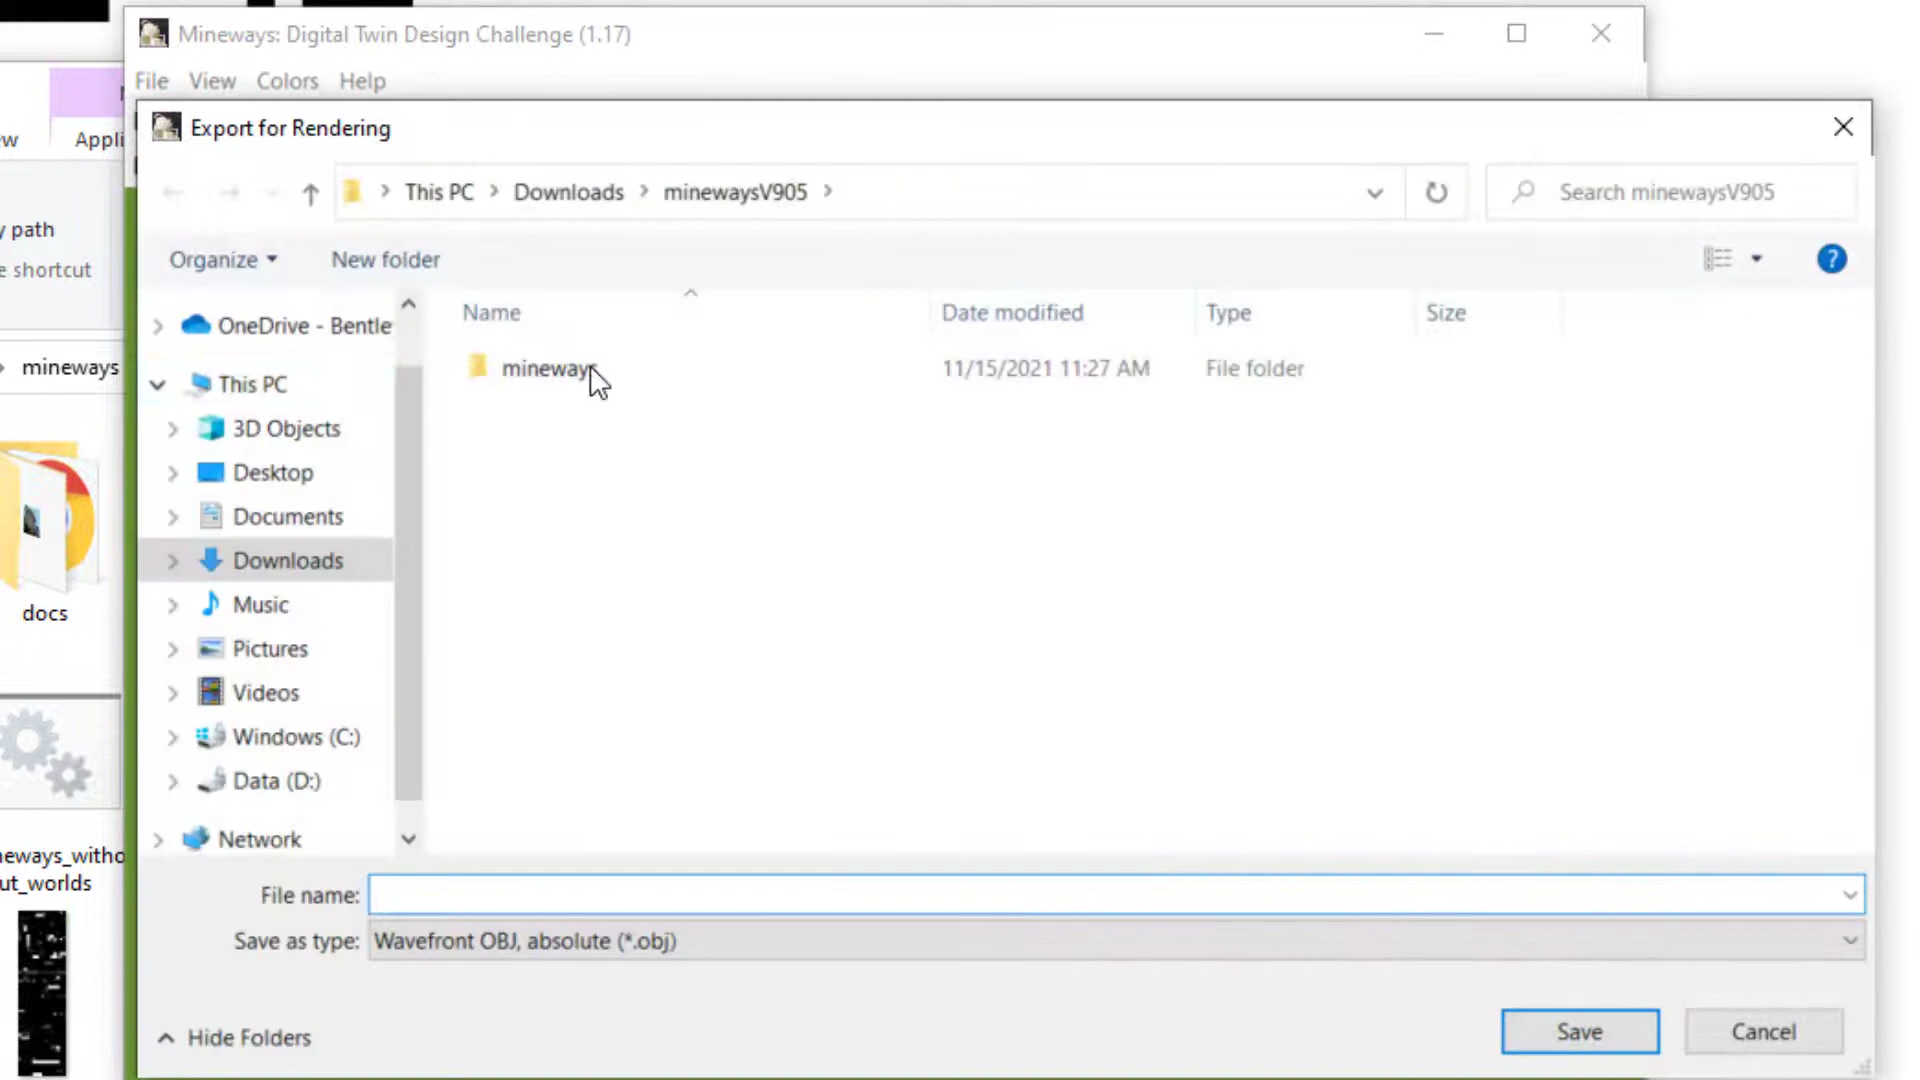 Mineways: Digital Twin Design Challenge (1.17)
File View Colors Help
Export for Rendering
This PC > Downloads > minewaysV905 >
Search minewaysV905
Organize
New folder
?
Name
Date modified
Type
Size
mineways
11/15/2021 11:27 AM
File folder
OneDrive - Bentle
This PC
3D Objects
Desktop
Documents
Downloads
Music
Pictures
Videos
Windows (C:)
Data (D:)
Network
File name:
Save as type: Wavefront OBJ, absolute (*.obj)
Hide Folders
Save
Cancel
ew
Appli
y path
e shortcut
mineways
docs
neways_witho
ut_worlds